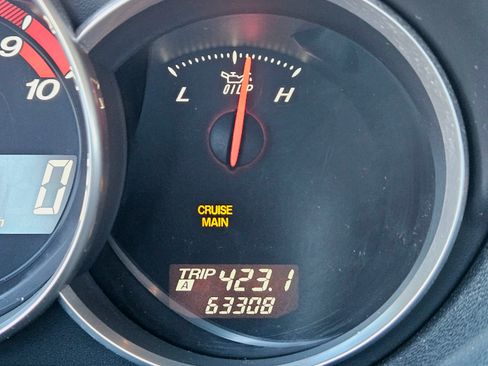 9
10
0
L H
OIL P
CRUISE
MAIN
TRIP A 423.1
63308